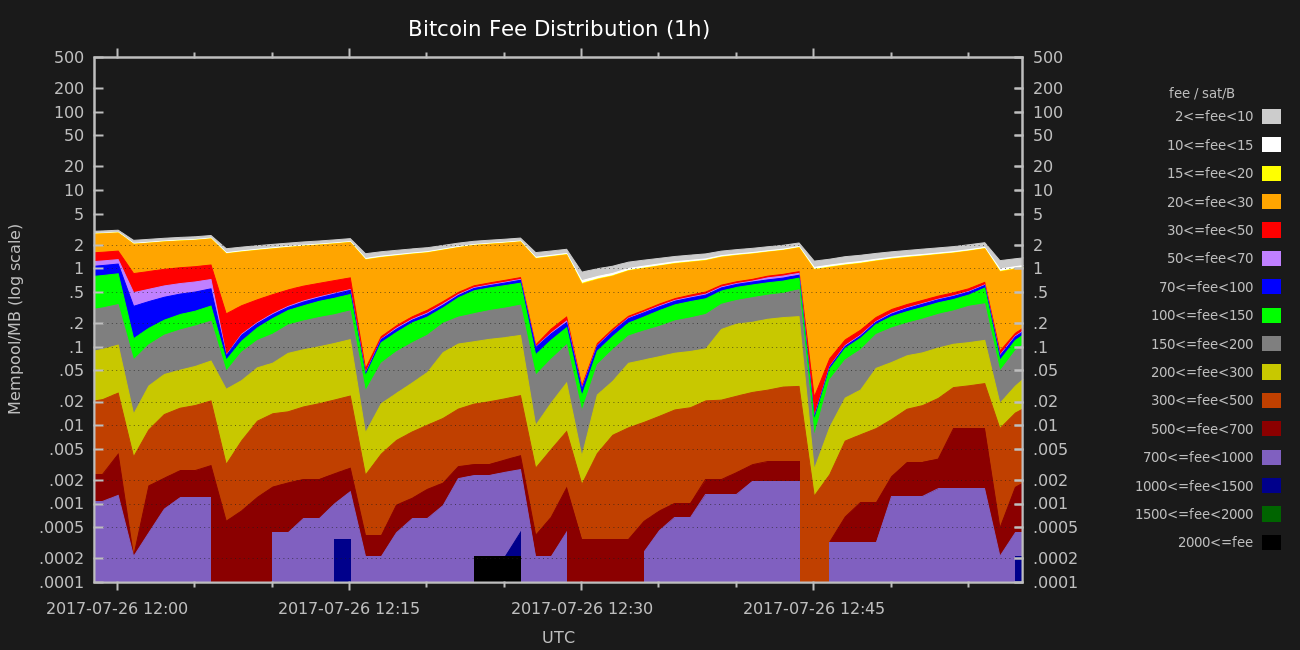 Bitcoin Fee Distribution (1h)
500
200
100
50
20
10
5
2
1
.5
.2
.1
.05
.02
.01
.005
.002
.001
.0005
.0002
.0001
Mempool/MB (log scale)
500
200
100
50
20
10
5
2
1
.5
.2
.1
.05
.02
.01
.005
.002
.001
.0005
.0002
.0001
2017-07-26 12:00
2017-07-26 12:15
2017-07-26 12:30
2017-07-26 12:45
UTC
fee / sat/B
2<=fee<10
10<=fee<15
15<=fee<20
20<=fee<30
30<=fee<50
50<=fee<70
70<=fee<100
100<=fee<150
150<=fee<200
200<=fee<300
300<=fee<500
500<=fee<700
700<=fee<1000
1000<=fee<1500
1500<=fee<2000
2000<=fee